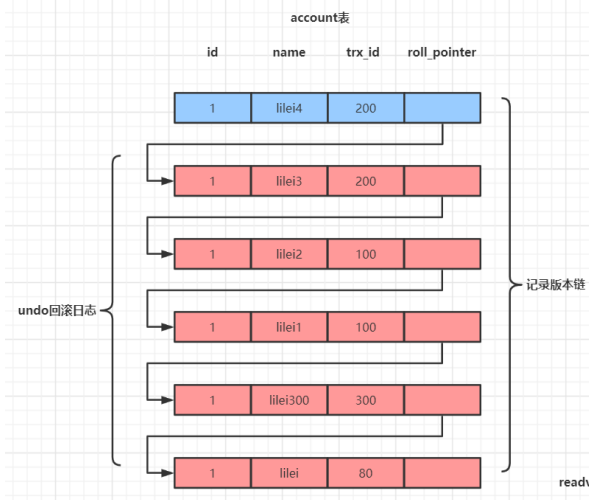 account表
id name trx_id roll_pointer
1 lilei4 200
1 lilei3 200
1 lilei2 100
记录版本链
undo回滚日志
1 lilei1 100
1 lilei300 300
1 lilei 80
readv